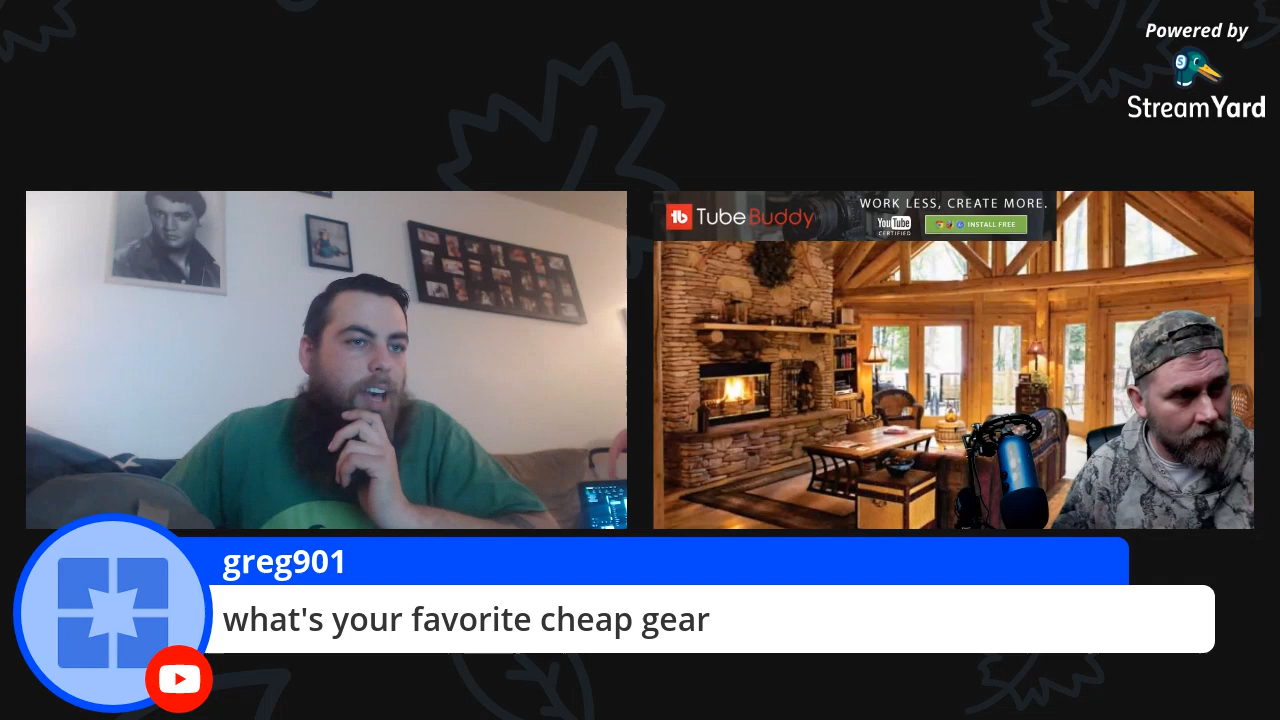 Powered by
StreamYard
TubeBuddy
WORK LESS, CREATE MORE.
YouTube
CERTIFIED
INSTALL FREE
greg901
what's your favorite cheap gear